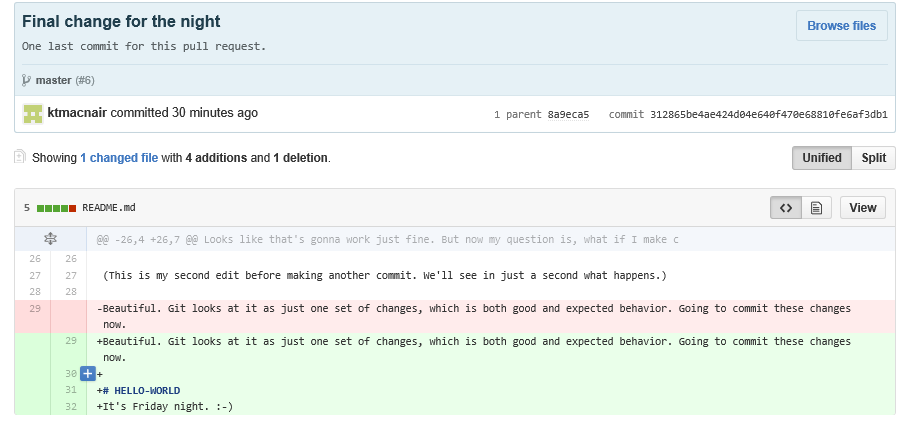 Final change for the night
Browse files
One last commit for this pull request.
master (#6)
ktmacnair committed 30 minutes ago
1 parent 8a9eca5 commit 312865be4ae424d04e640f470e68810fe6af3db1
Showing 1 changed file with 4 additions and 1 deletion.
Unified Split
5 README.md
<> View
@@ -26,4 +26,7 @@ Looks like that's gonna work just fine. But now my question is, what if I make c
26 26
27 27 (This is my second edit before making another commit. We'll see in just a second what happens.)
28 28
29 -Beautiful. Git looks at it as just one set of changes, which is both good and expected behavior. Going to commit these changes
now.
29 +Beautiful. Git looks at it as just one set of changes, which is both good and expected behavior. Going to commit these changes
now.
30 +
31 +# HELLO-WORLD
32 +It's Friday night. :-)